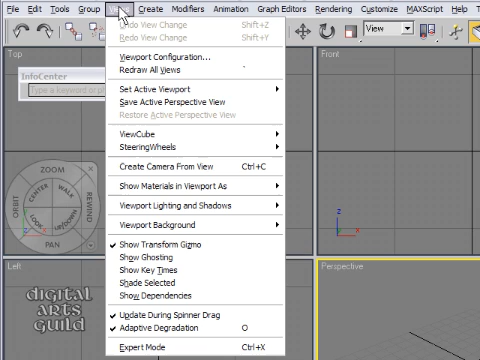 File Edit Tools Group Views Create Modifiers Animation Graph Editors Rendering Customize MAXScript Help
View
Undo View Change Shift+Z
Redo View Change Shift+Y
Viewport Configuration...
Redraw All Views
Set Active Viewport
Save Active Perspective View
Restore Active Perspective View
ViewCube
SteeringWheels
Create Camera From View Ctrl+C
Show Materials in Viewport As
Viewport Lighting and Shadows
Viewport Background
Show Transform Gizmo
Show Ghosting
Show Key Times
Shade Selected
Show Dependencies
Update During Spinner Drag
Adaptive Degradation O
Expert Mode Ctrl+X
Top
InfoCenter
Type a keyword or p
ZOOM
CENTER
WALK
ORBIT
REWIND
LOOK
UP/DOWN
PAN
Front
z
x
Left
Perspective
digital
arts
guild